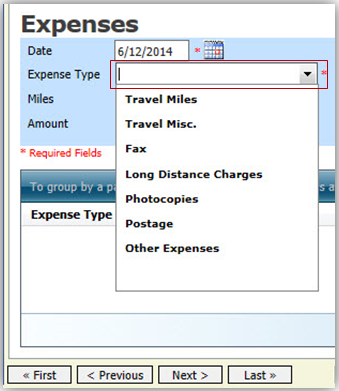 Expenses
Date 6/12/2014 *
Expense Type *
Travel Miles
Travel Misc.
Fax
Long Distance Charges
Photocopies
Postage
Other Expenses
Miles
Amount
* Required Fields
To group by a pa
s a
Expense Type
« First < Previous Next > Last »